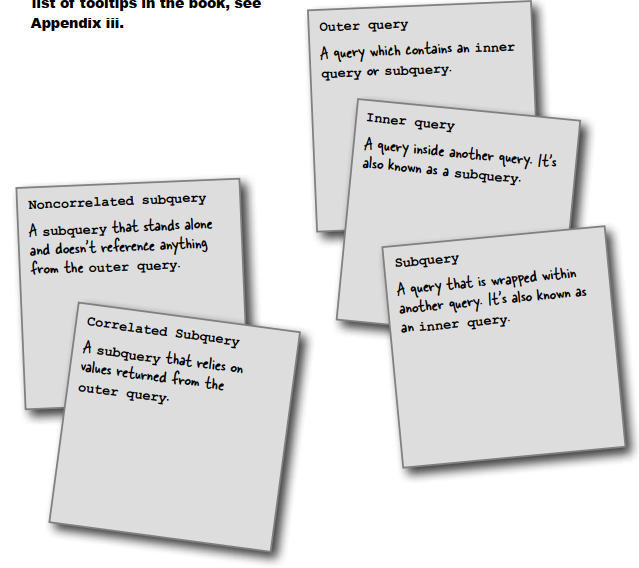 list of tooltips in the book, see
Appendix iii.
Outer query
A query which contains an inner
query or subquery.
Inner query
A query inside another query. It's
also known as a subquery.
Subquery
A query that is wrapped within
another query. It's also known as
an inner query.
Noncorrelated subquery
A subquery that stands alone
and doesn't reference anything
from the outer query.
Correlated Subquery
A subquery that relies on
values returned from the
outer query.